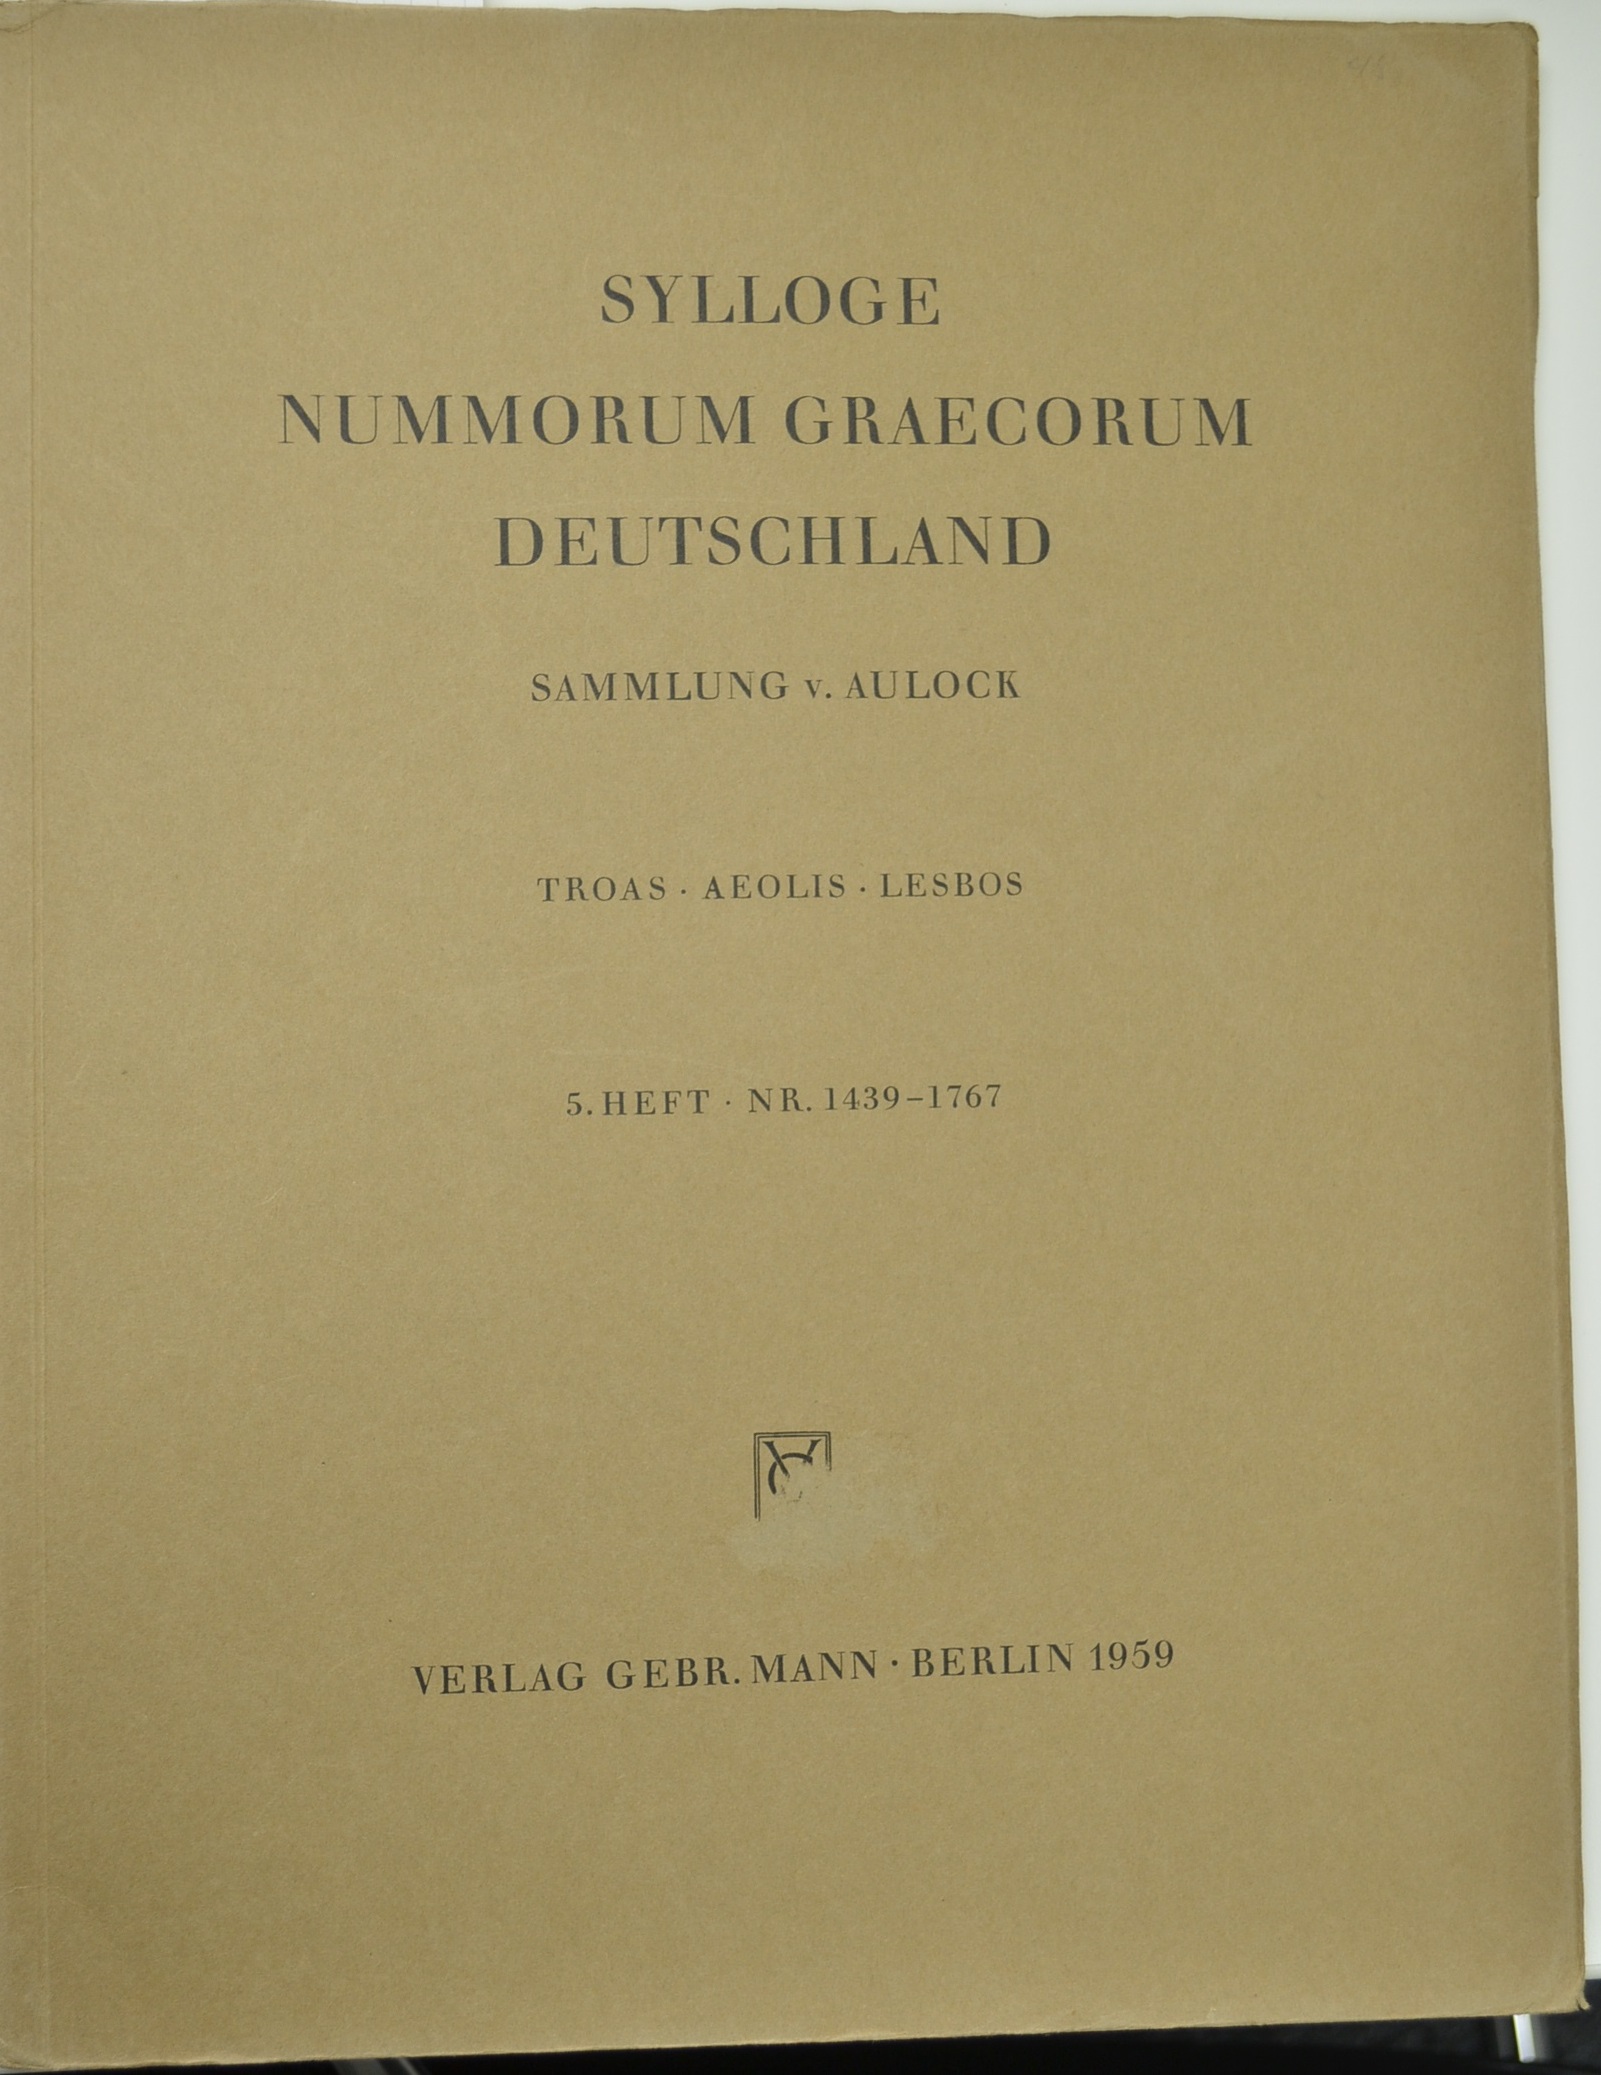 SYLLOGE
NUMMORUM GRAECORUM
DEUTSCHLAND
SAMMLUNG v. AULOCK
TROAS · AEOLIS · LESBOS
5. HEFT · NR. 1439–1767
VERLAG GEBR. MANN · BERLIN 1959